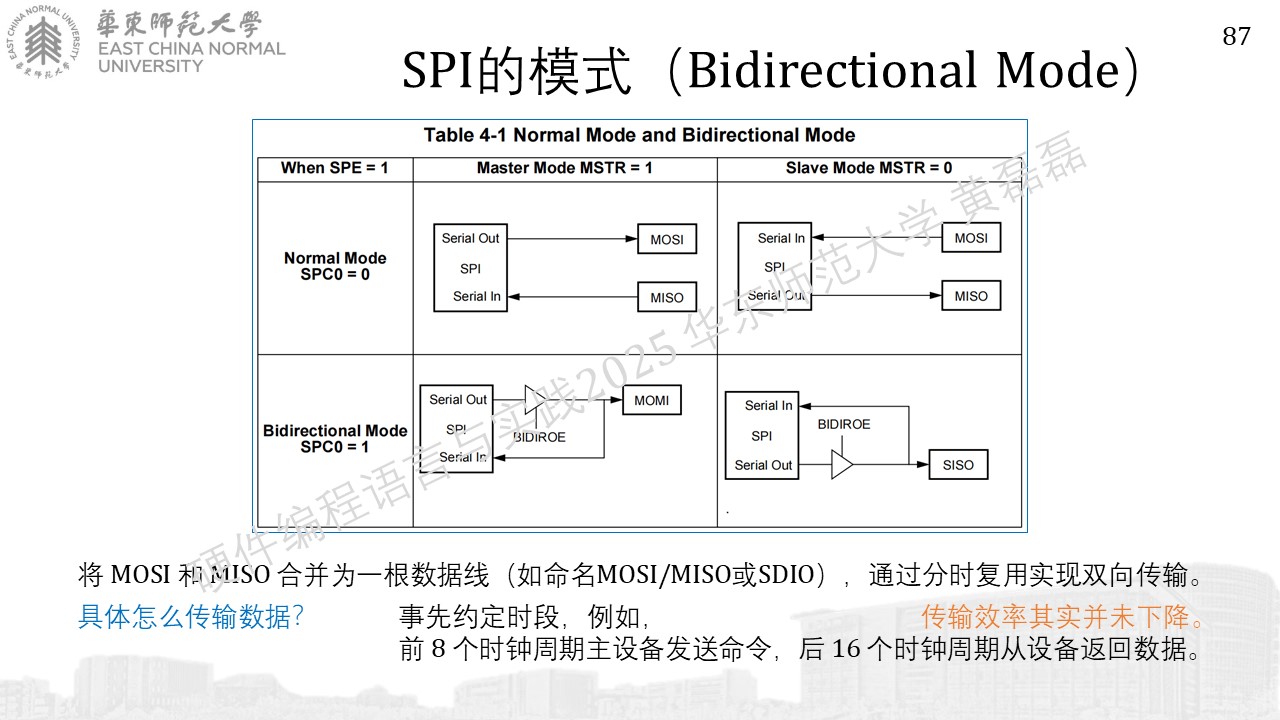 華東師範大學
EAST CHINA NORMAL
UNIVERSITY
87
SPI的模式（Bidirectional Mode）
Table 4-1 Normal Mode and Bidirectional Mode
When SPE = 1
Master Mode MSTR = 1
Slave Mode MSTR = 0
Normal Mode
SPC0 = 0
Serial Out
MOSI
SPI
Serial In
MISO
Serial In
MOSI
SPI
Serial Out
MISO
Bidirectional Mode
SPC0 = 1
Serial Out
MOMI
SPI
BIDIROE
Serial In
Serial In
BIDIROE
SPI
Serial Out
SISO
.
硬件编程语言与实践2025 华东师范大学 黄磊磊
将 MOSI 和 MISO 合并为一根数据线（如命名MOSI/MISO或SDIO），通过分时复用实现双向传输。
具体怎么传输数据？
事先约定时段，例如，
传输效率其实并未下降。
前 8 个时钟周期主设备发送命令，后 16 个时钟周期从设备返回数据。
EAST CHINA NORMAL UNIVERSITY
華東師範大學